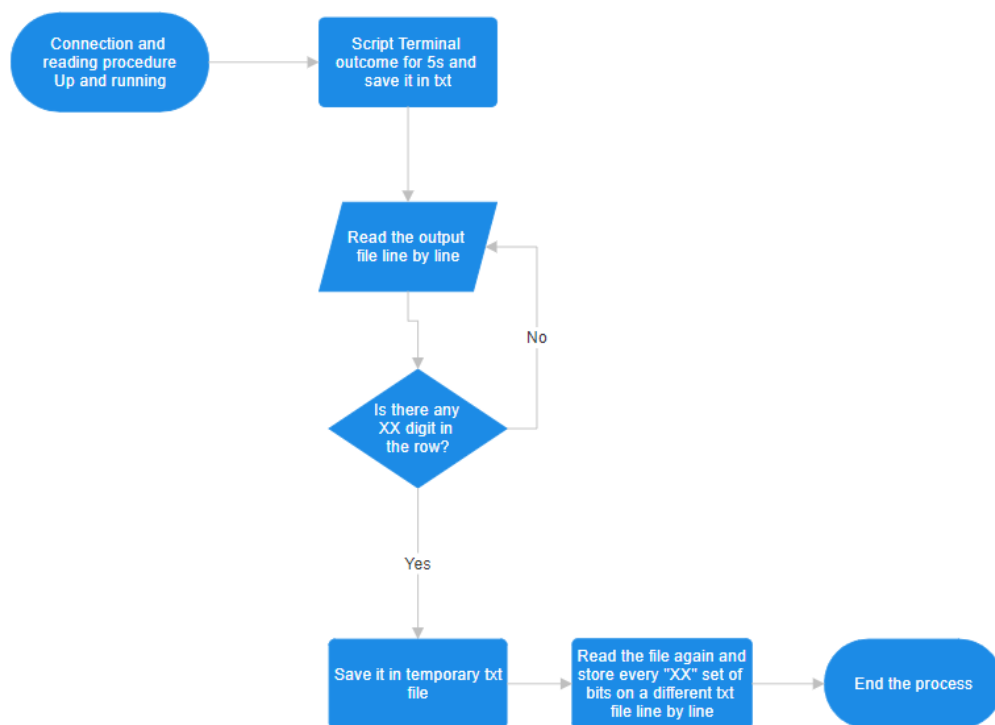 Connection and
reading procedure
Up and running
Script Terminal
outcome for 5s and
save it in txt
Read the output
file line by line
No
Is there any
XX digit in
the row?
Yes
Save it in temporary txt
file
Read the file again and
store every "XX" set of
bits on a different txt
file line by line
End the process